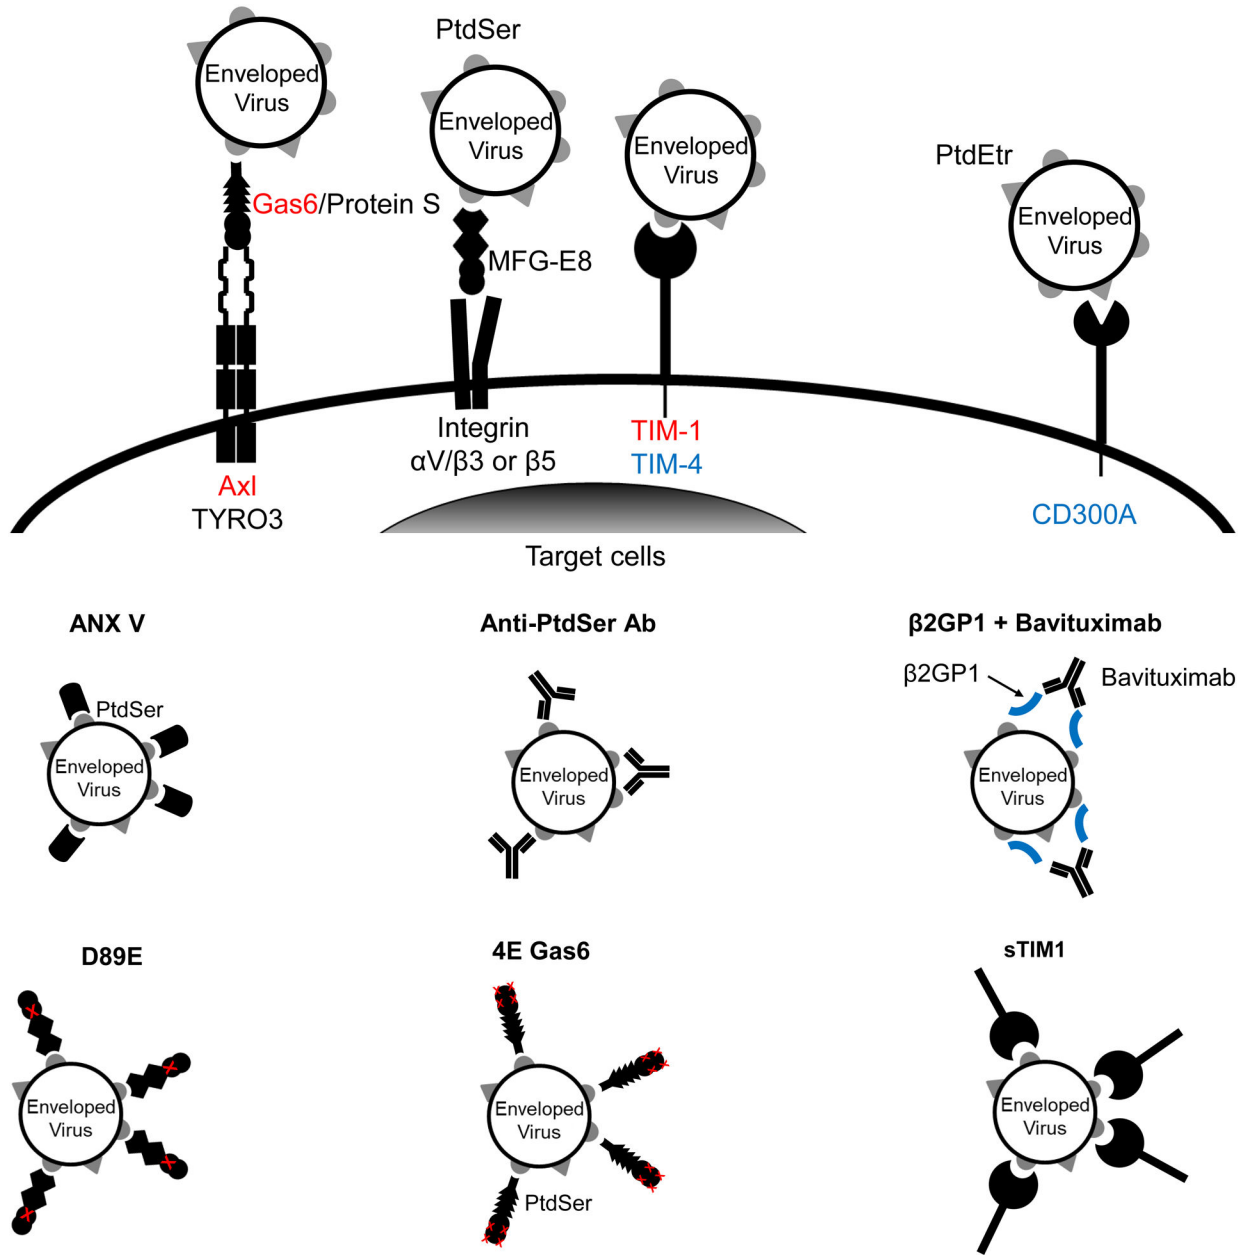 Enveloped
Virus
PtdSer
Enveloped
Virus
Enveloped
Virus
PtdEtr
Enveloped
Virus
Gas6/Protein S
MFG-E8
Integrin
αV/β3 or β5
TIM-1
TIM-4
Axl
TYRO3
CD300A
Target cells
ANX V
PtdSer
Enveloped
Virus
Anti-PtdSer Ab
Enveloped
Virus
β2GP1 + Bavituximab
β2GP1
Bavituximab
Enveloped
Virus
D89E
Enveloped
Virus
4E Gas6
Enveloped
Virus
PtdSer
sTIM1
Enveloped
Virus